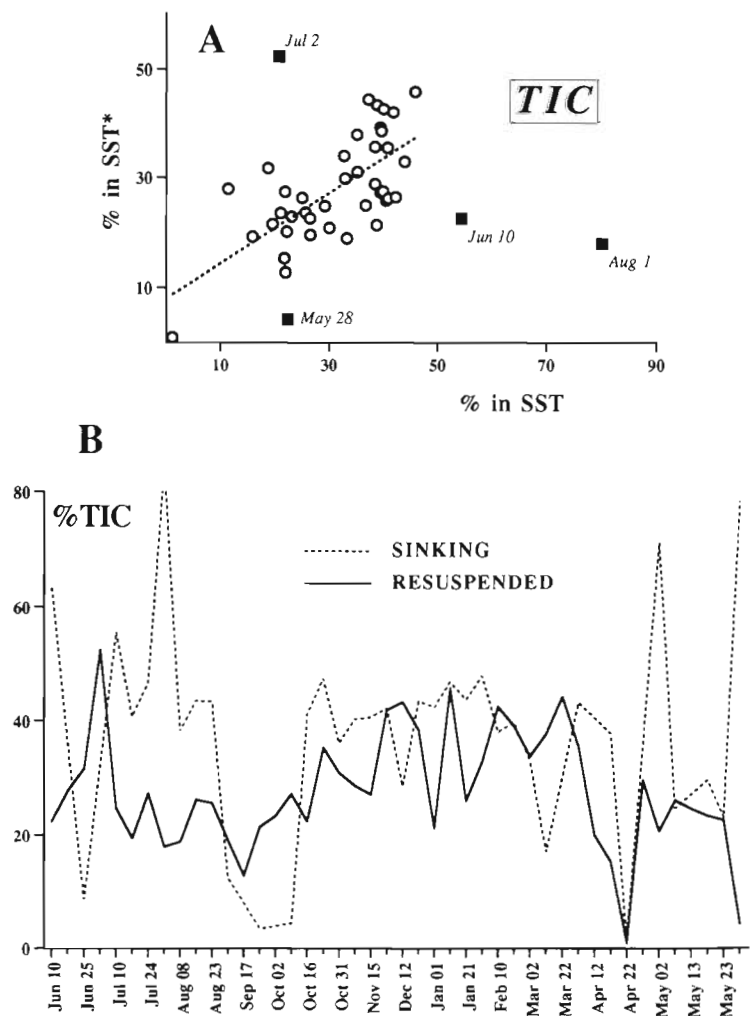 A
Jul 2
TIC
50
30
10
% in SST*
Jun 10
Aug 1
May 28
10 30 50 70 90
% in SST
B
%TIC
80
60
40
20
0
SINKING
RESUSPENDED
Jun 10
Jun 25
Jul 10
Jul 24
Aug 08
Aug 23
Sep 17
Oct 02
Oct 16
Oct 31
Nov 15
Dec 12
Jan 01
Jan 21
Feb 10
Mar 02
Mar 22
Apr 12
Apr 22
May 02
May 13
May 23